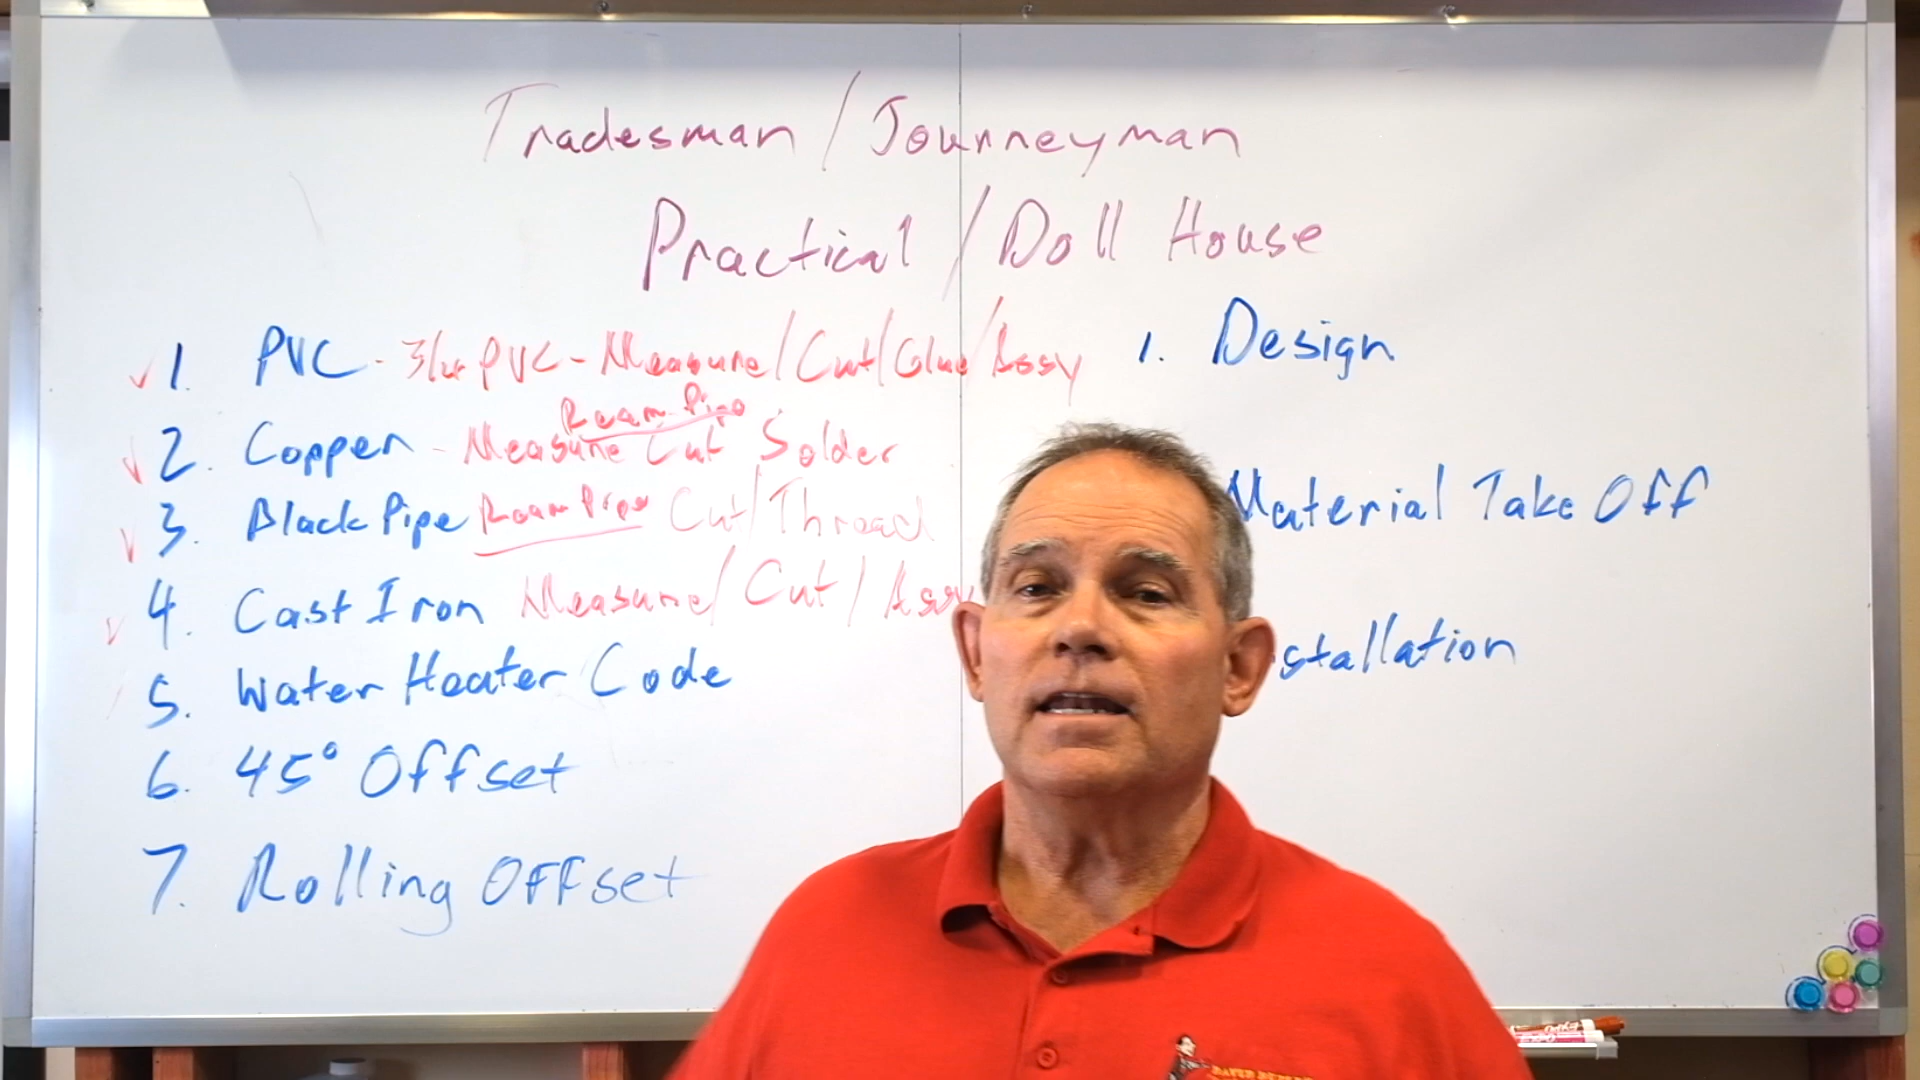 Tradesman / Journeyman
Practical / Doll House
1. PVC - 3/4 PVC - Measure / Cut / Glue / Assy
Ream Pipe
2. Copper - Measure Cut Solder
3. Black Pipe Ream Pipe Cut / Thread
4. Cast Iron Measure / Cut / Assy
5. Water Heater Code
6. 45° Offset
7. Rolling Offset
1. Design
Material Take Off
stallation